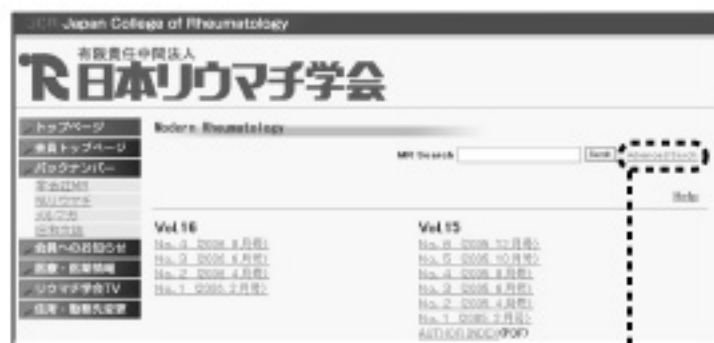 JCR Japan College of Rheumatology
有限責任中間法人
日本リウマチ学会
トップページ
会員トップページ
バックナンバー
学会誌MR
Modern Rheumatology
MR Search
Search
Advanced Search
Help
Vol.16
No. 4 (2006. 8月号)
No. 3 (2006. 6月号)
No. 2 (2006. 4月号)
No. 1 (2006. 2月号)
Vol.15
No. 6 (2005. 12月号)
No. 5 (2005. 10月号)
No. 4 (2005. 8月号)
No. 3 (2005. 6月号)
No. 2 (2005. 4月号)
No. 1 (2005. 2月号)
AUTHOR INDEX(PDF)
会員へのお知らせ
医療・医薬情報
リウマチ学会TV
住所・勤務先変更